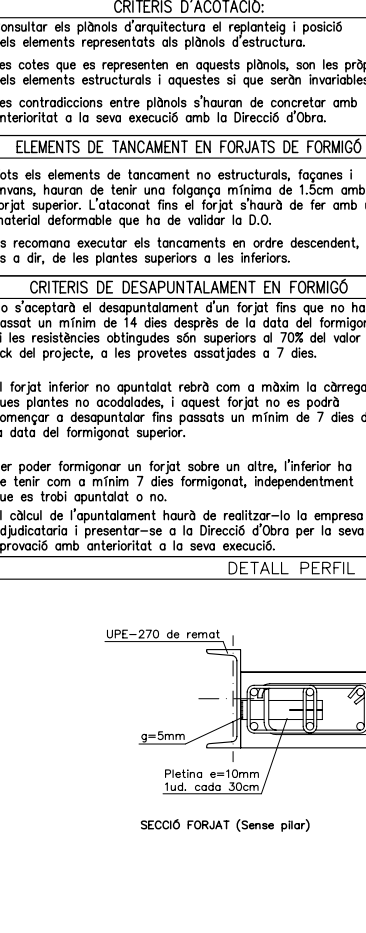 CRITERIS D'ACOTACIÓ:
onsultar els plànols d'arquitectura el replanteig i posició
els elements representats als plànols d'estructura.
es cotes que es representen en aquests plànols, son les pròp
els elements estructurals i aquestes si que seràn invariables
es contradiccions entre plànols s'hauran de concretar amb
nterioritat a la seva execució amb la Direcció d'Obra.
ELEMENTS DE TANCAMENT EN FORJATS DE FORMIGÓ
ots els elements de tancament no estructurals, façanes i
nvans, hauran de tenir una folgança mínima de 1.5cm amb
orjat superior. L'ataconat fins el forjat s'haurà de fer amb
naterial deformable que ha de validar la D.O.
s recomana executar els tancaments en ordre descendent,
s a dir, de les plantes superiors a les inferiors.
CRITERIS DE DESAPUNTALAMENT EN FORMIGÓ
o s'aceptarà el desapuntalament d'un forjat fins que no ha
assat un mínim de 14 dies desprès de la data del formigor
i les resistències obtingudes són superiors al 70% del valor
ck del projecte, a les provetes assatjades a 7 dies.
l forjat inferior no apuntalat rebrà com a màxim la càrrega
ues plantes no acodalades, i aquest forjat no es podrà
omençar a desapuntalar fins passats un mínim de 7 dies d
a data del formigonat superior.
er poder formigonar un forjat sobre un altre, l'inferior ha
e tenir com a mínim 7 dies formigonat, independentment
ue es trobi apuntalat o no.
l càlcul de l'apuntalament haurà de realitzar-lo la empresa
djudicataria i presentar-se a la Direcció d'Obra per la seva
provació amb anterioritat a la seva execució.
DETALL PERFIL
UPE-270 de remat
g=5mm
Pletina e=10mm
1ud. cada 30cm
SECCIÓ FORJAT (Sense pilar)